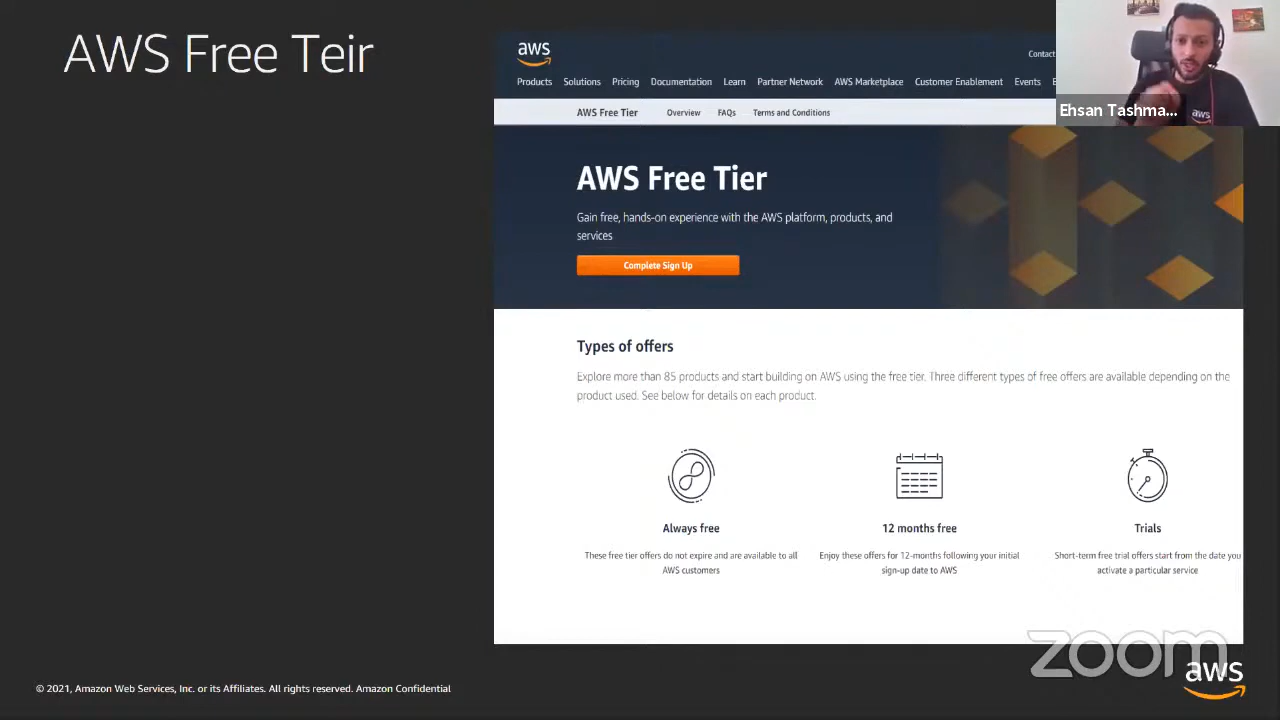 AWS Free Teir
aws
Contact
Products Solutions Pricing Documentation Learn Partner Network AWS Marketplace Customer Enablement Events E
AWS Free Tier Overview FAQs Terms and Conditions
Ehsan Tashma...
aws
AWS Free Tier
Gain free, hands-on experience with the AWS platform, products, and
services
Complete Sign Up
Types of offers
Explore more than 85 products and start building on AWS using the free tier. Three different types of free offers are available depending on the
product used. See below for details on each product.
Always free
These free tier offers do not expire and are available to all
AWS customers
12 months free
Enjoy these offers for 12-months following your initial
sign-up date to AWS
Trials
Short-term free trial offers start from the date you
activate a particular service
zoom
aws
© 2021, Amazon Web Services, Inc. or its Affiliates. All rights reserved. Amazon Confidential